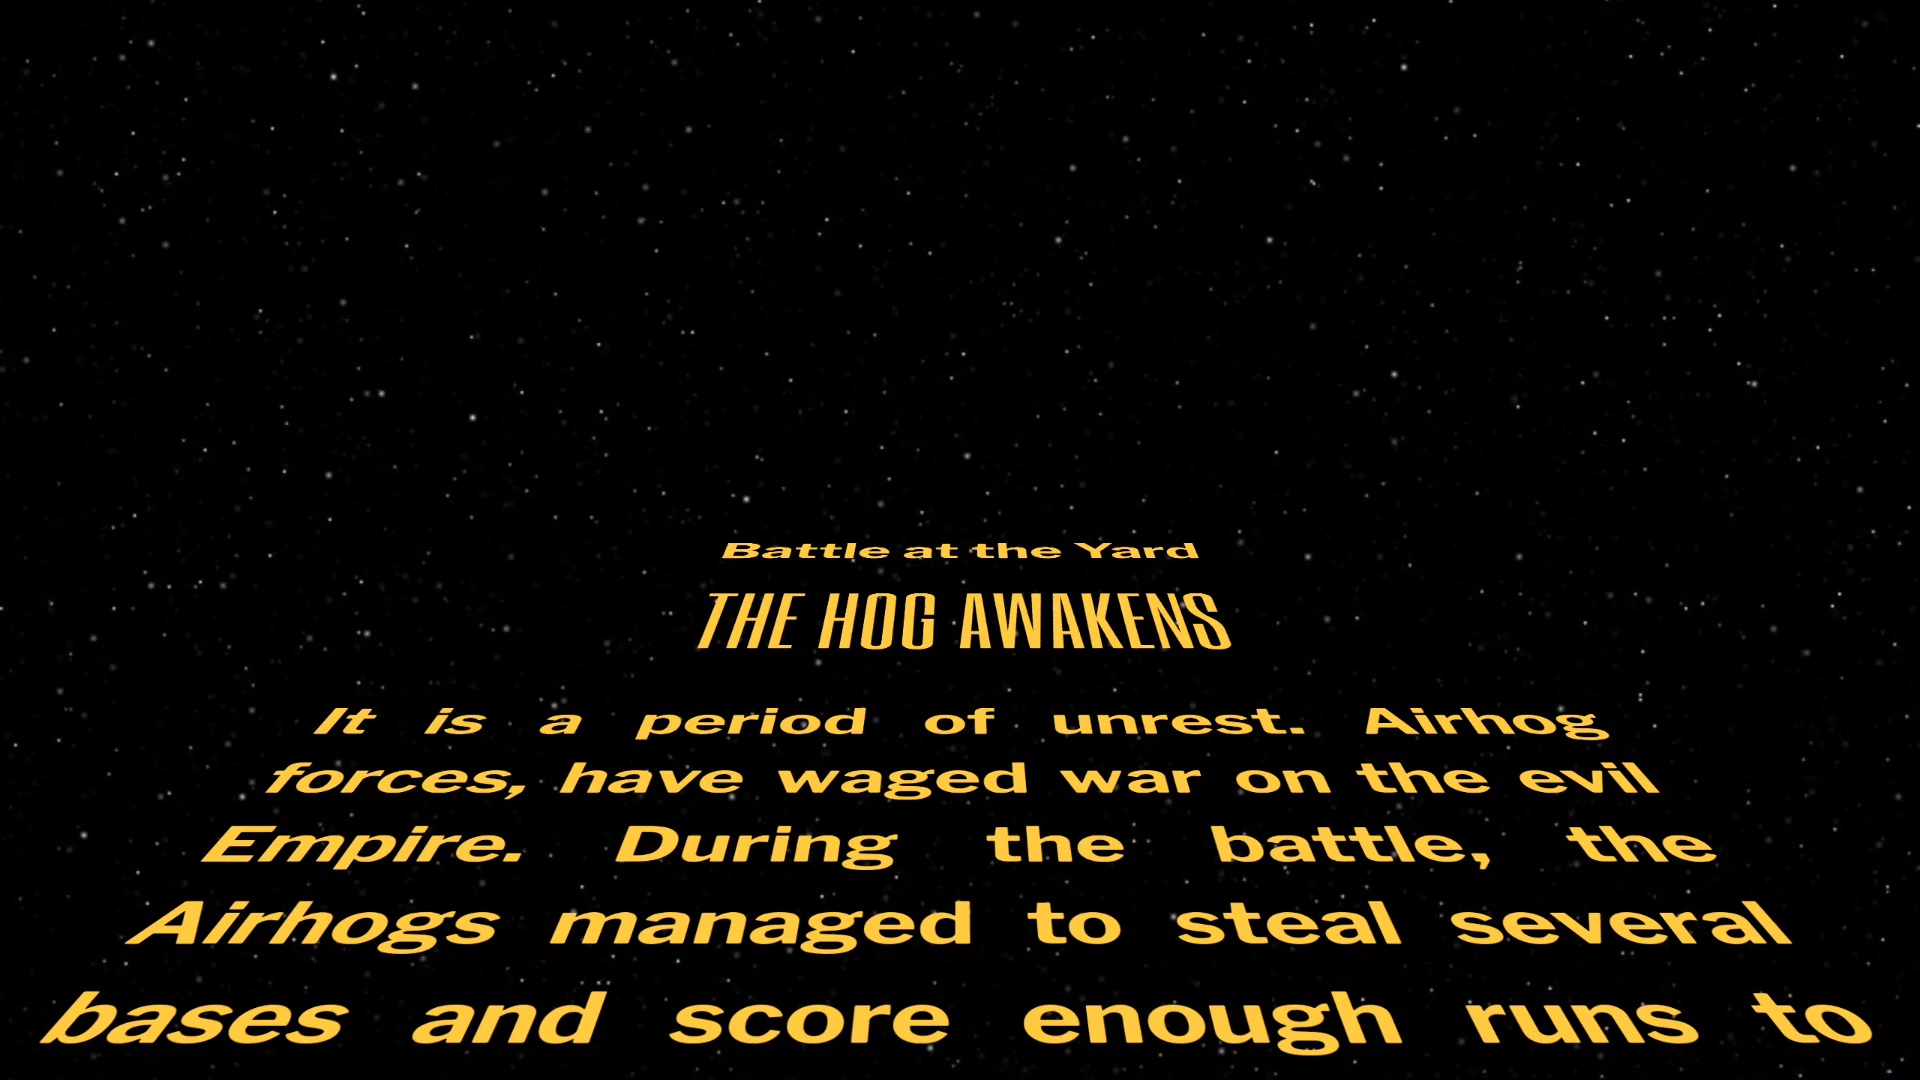 Battle at the Yard
THE HOG AWAKENS
It is a period of unrest. Airhog
forces, have waged war on the evil
Empire. During the battle, the
Airhogs managed to steal several
bases and score enough runs to